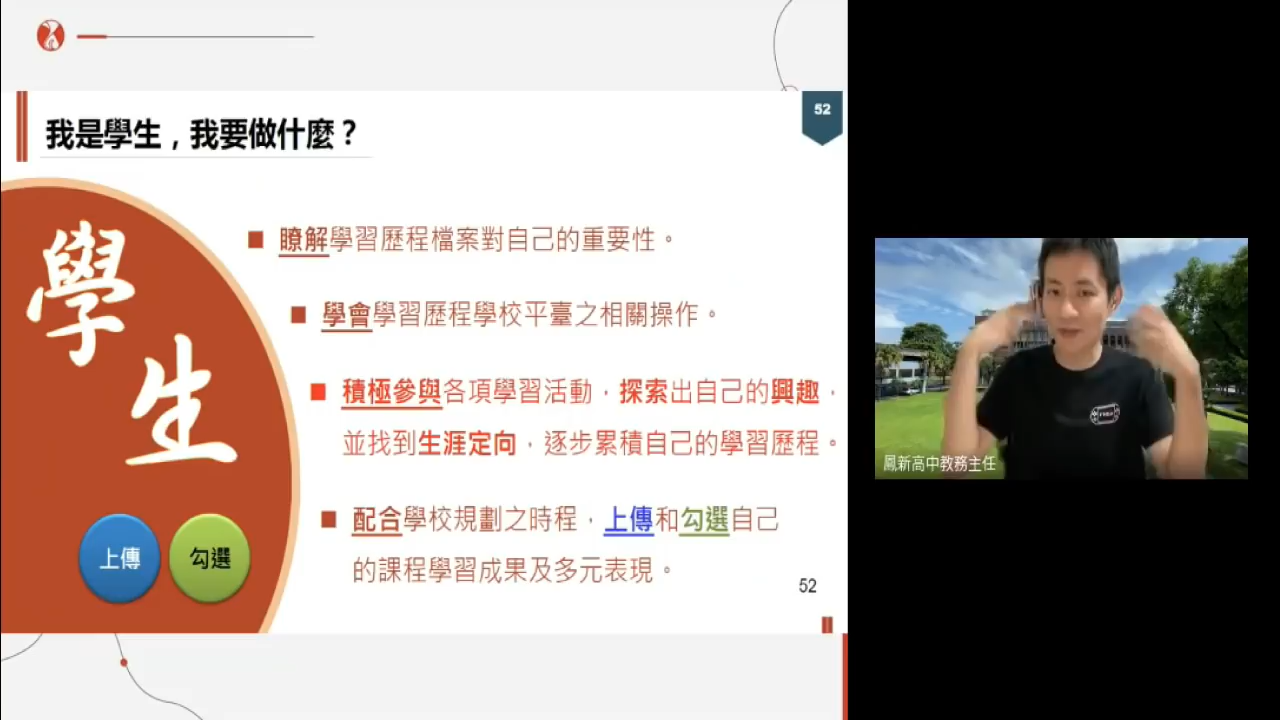 52
我是學生，我要做什麼？
學生
■ 瞭解學習歷程檔案對自己的重要性。
■ 學會學習歷程學校平臺之相關操作。
■ 積極參與各項學習活動，探索出自己的興趣，
並找到生涯定向，逐步累積自己的學習歷程。
■ 配合學校規劃之時程，上傳和勾選自己
的課程學習成果及多元表現。
上傳
勾選
52
鳳新高中教務主任